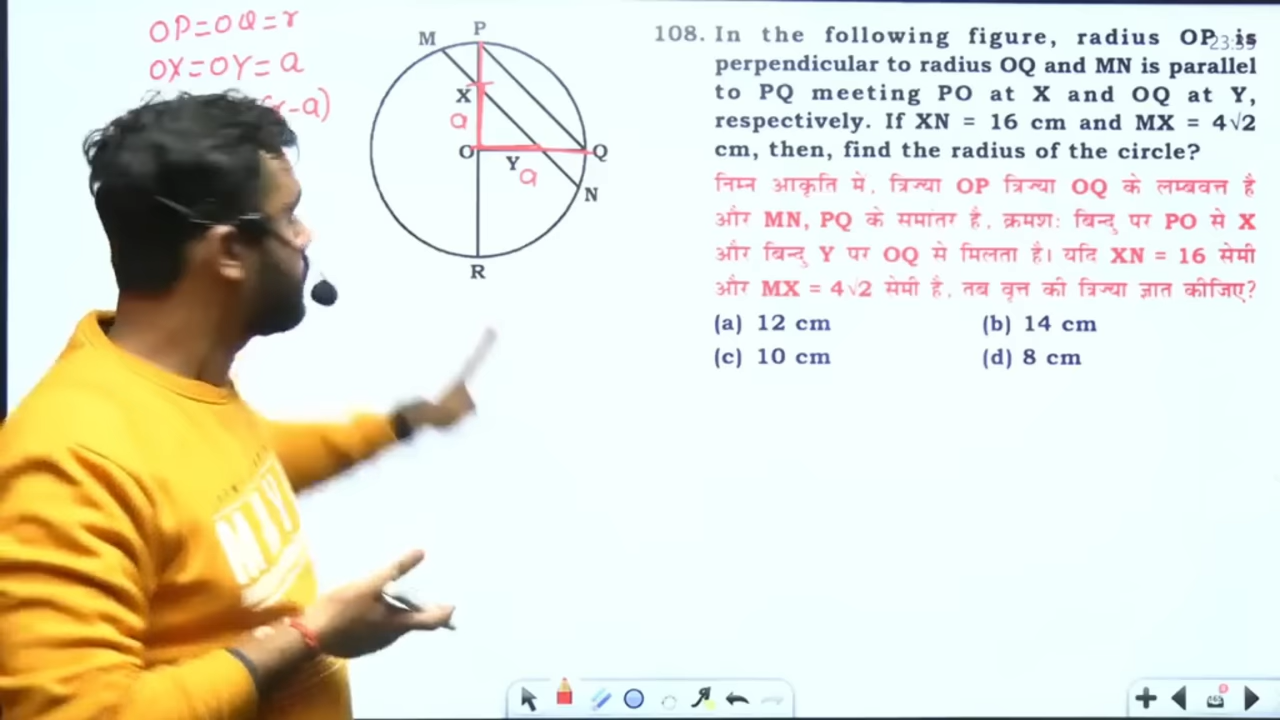 OP=OQ=r
OX=OY=a
(r-a)
M
P
X
a
O
Y
a
Q
N
R
108. In the following figure, radius OP is
23:35
perpendicular to radius OQ and MN is parallel
to PQ meeting PO at X and OQ at Y,
respectively. If XN = 16 cm and MX = 4√2
cm, then, find the radius of the circle?
निम्न आकृति में, त्रिज्या OP त्रिज्या OQ के लम्बवत्त है
और MN, PQ के समांतर है, क्रमशः बिन्दु पर PO से X
और बिन्दु Y पर OQ से मिलता है। यदि XN = 16 सेमी
और MX = 4√2 सेमी है, तब वृत्त की त्रिज्या ज्ञात कीजिए?
(a) 12 cm (b) 14 cm
(c) 10 cm (d) 8 cm